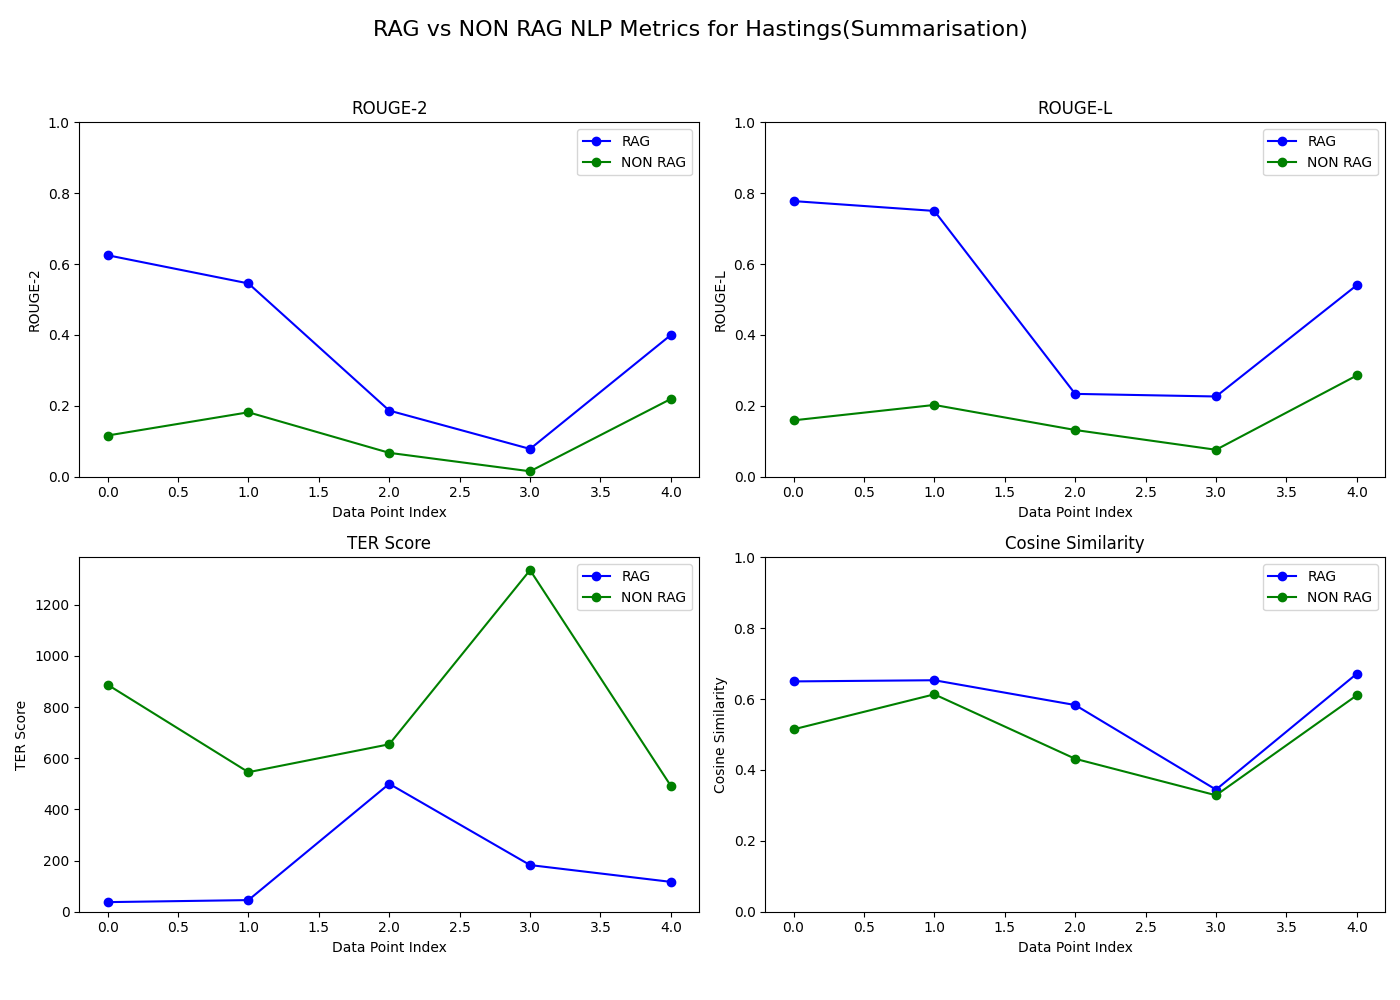 RAG vs NON RAG NLP Metrics for Hastings(Summarisation)
ROUGE-2
1.0
0.8
0.6
0.4
0.2
0.0
ROUGE-2
RAG
NON RAG
0.0 0.5 1.0 1.5 2.0 2.5 3.0 3.5 4.0
Data Point Index
ROUGE-L
1.0
0.8
0.6
0.4
0.2
0.0
ROUGE-L
RAG
NON RAG
0.0 0.5 1.0 1.5 2.0 2.5 3.0 3.5 4.0
Data Point Index
TER Score
1200
1000
800
600
400
200
0
TER Score
RAG
NON RAG
0.0 0.5 1.0 1.5 2.0 2.5 3.0 3.5 4.0
Data Point Index
Cosine Similarity
1.0
0.8
0.6
0.4
0.2
0.0
Cosine Similarity
RAG
NON RAG
0.0 0.5 1.0 1.5 2.0 2.5 3.0 3.5 4.0
Data Point Index